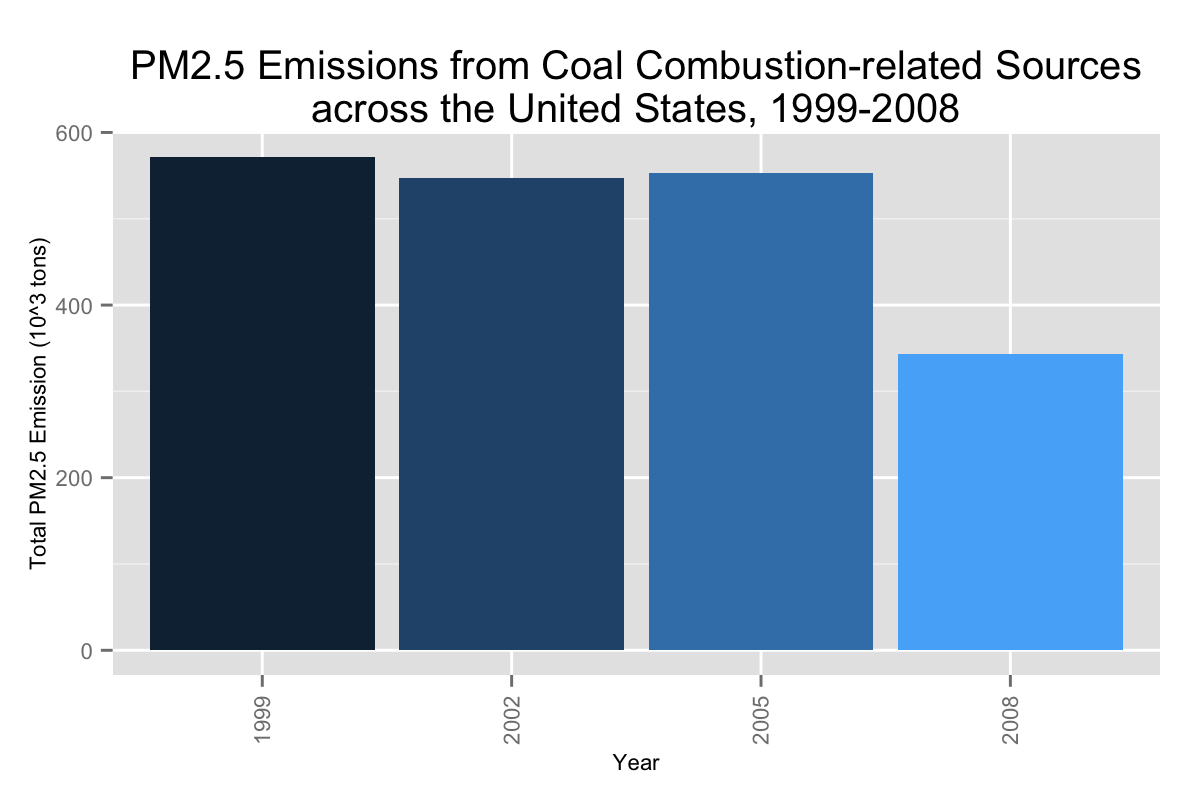 PM2.5 Emissions from Coal Combustion-related Sources
across the United States, 1999-2008
Total PM2.5 Emission (10^3 tons)
600
400
200
0
1999
2002
2005
2008
Year